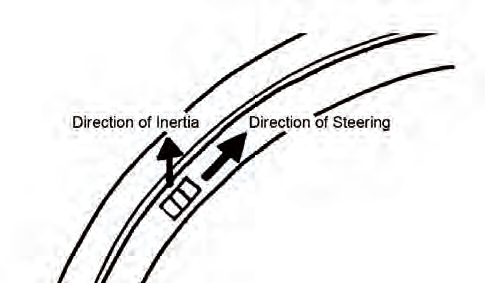 Direction of Inertia
Direction of Steering